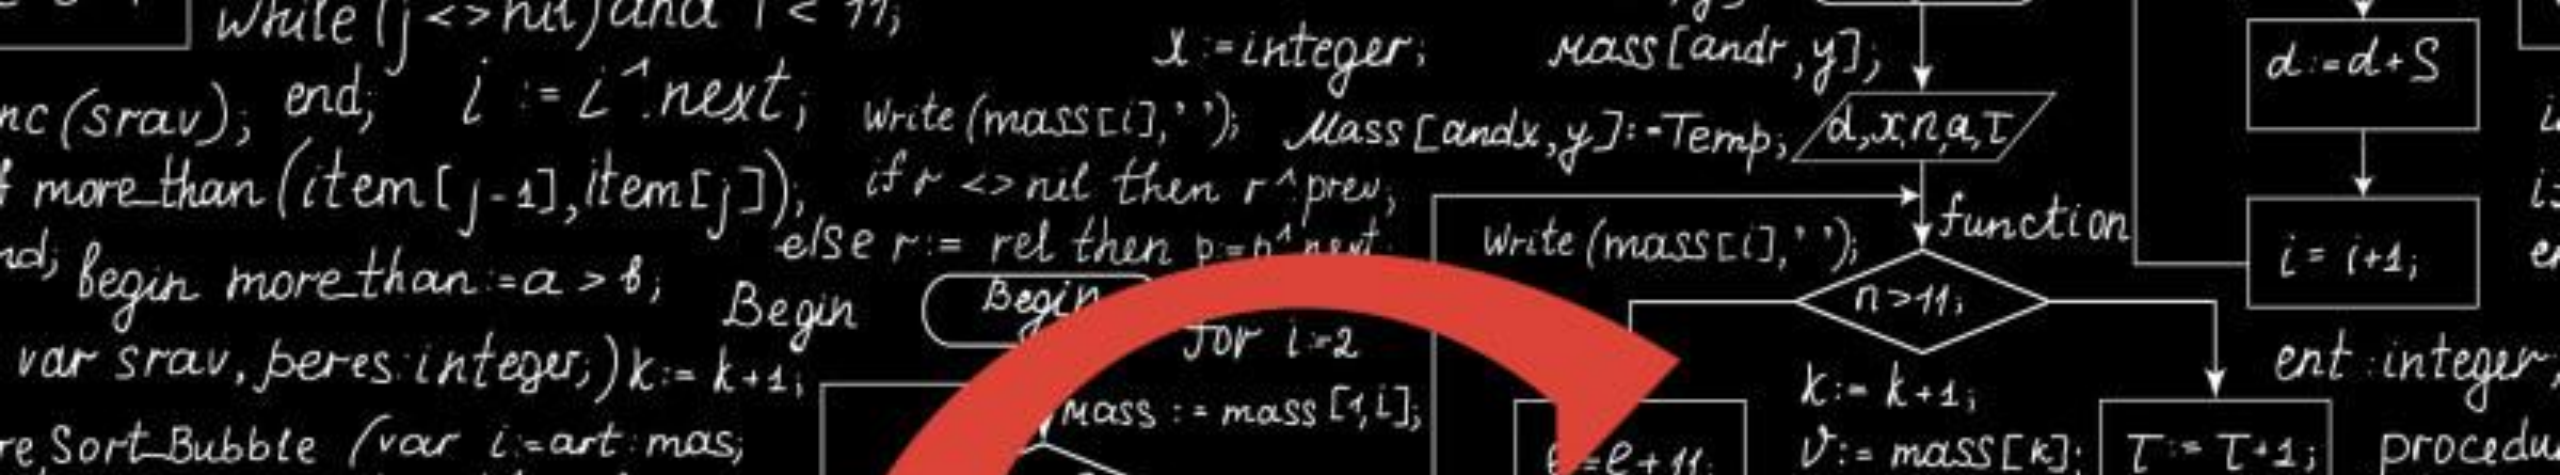 while (j <> nil) and i < 11;
x := integer;
mass[andr,y];
d := d + S
nc (srav); end; i := i^.next;
Write (mass[i],' ');
Mass[andx,y]:=Temp;
d,x,n,a,τ
more_than (item[j-1],item[j]);
if r <> nil then r^prev;
function
nd; begin more_than := a > b;
else r := rel then p:=p^next
Write (mass[i],' ');
i = i+1;
Begin
Begin
n > 11;
for i=2
var srav, peres: integer;) k := k+1;
ent : integer,
mass := mass [1,i];
k := k+1;
re Sort_Bubble (var i:=art: mas;
e + 11;
v := mass[k];
τ := τ+1;
procedu